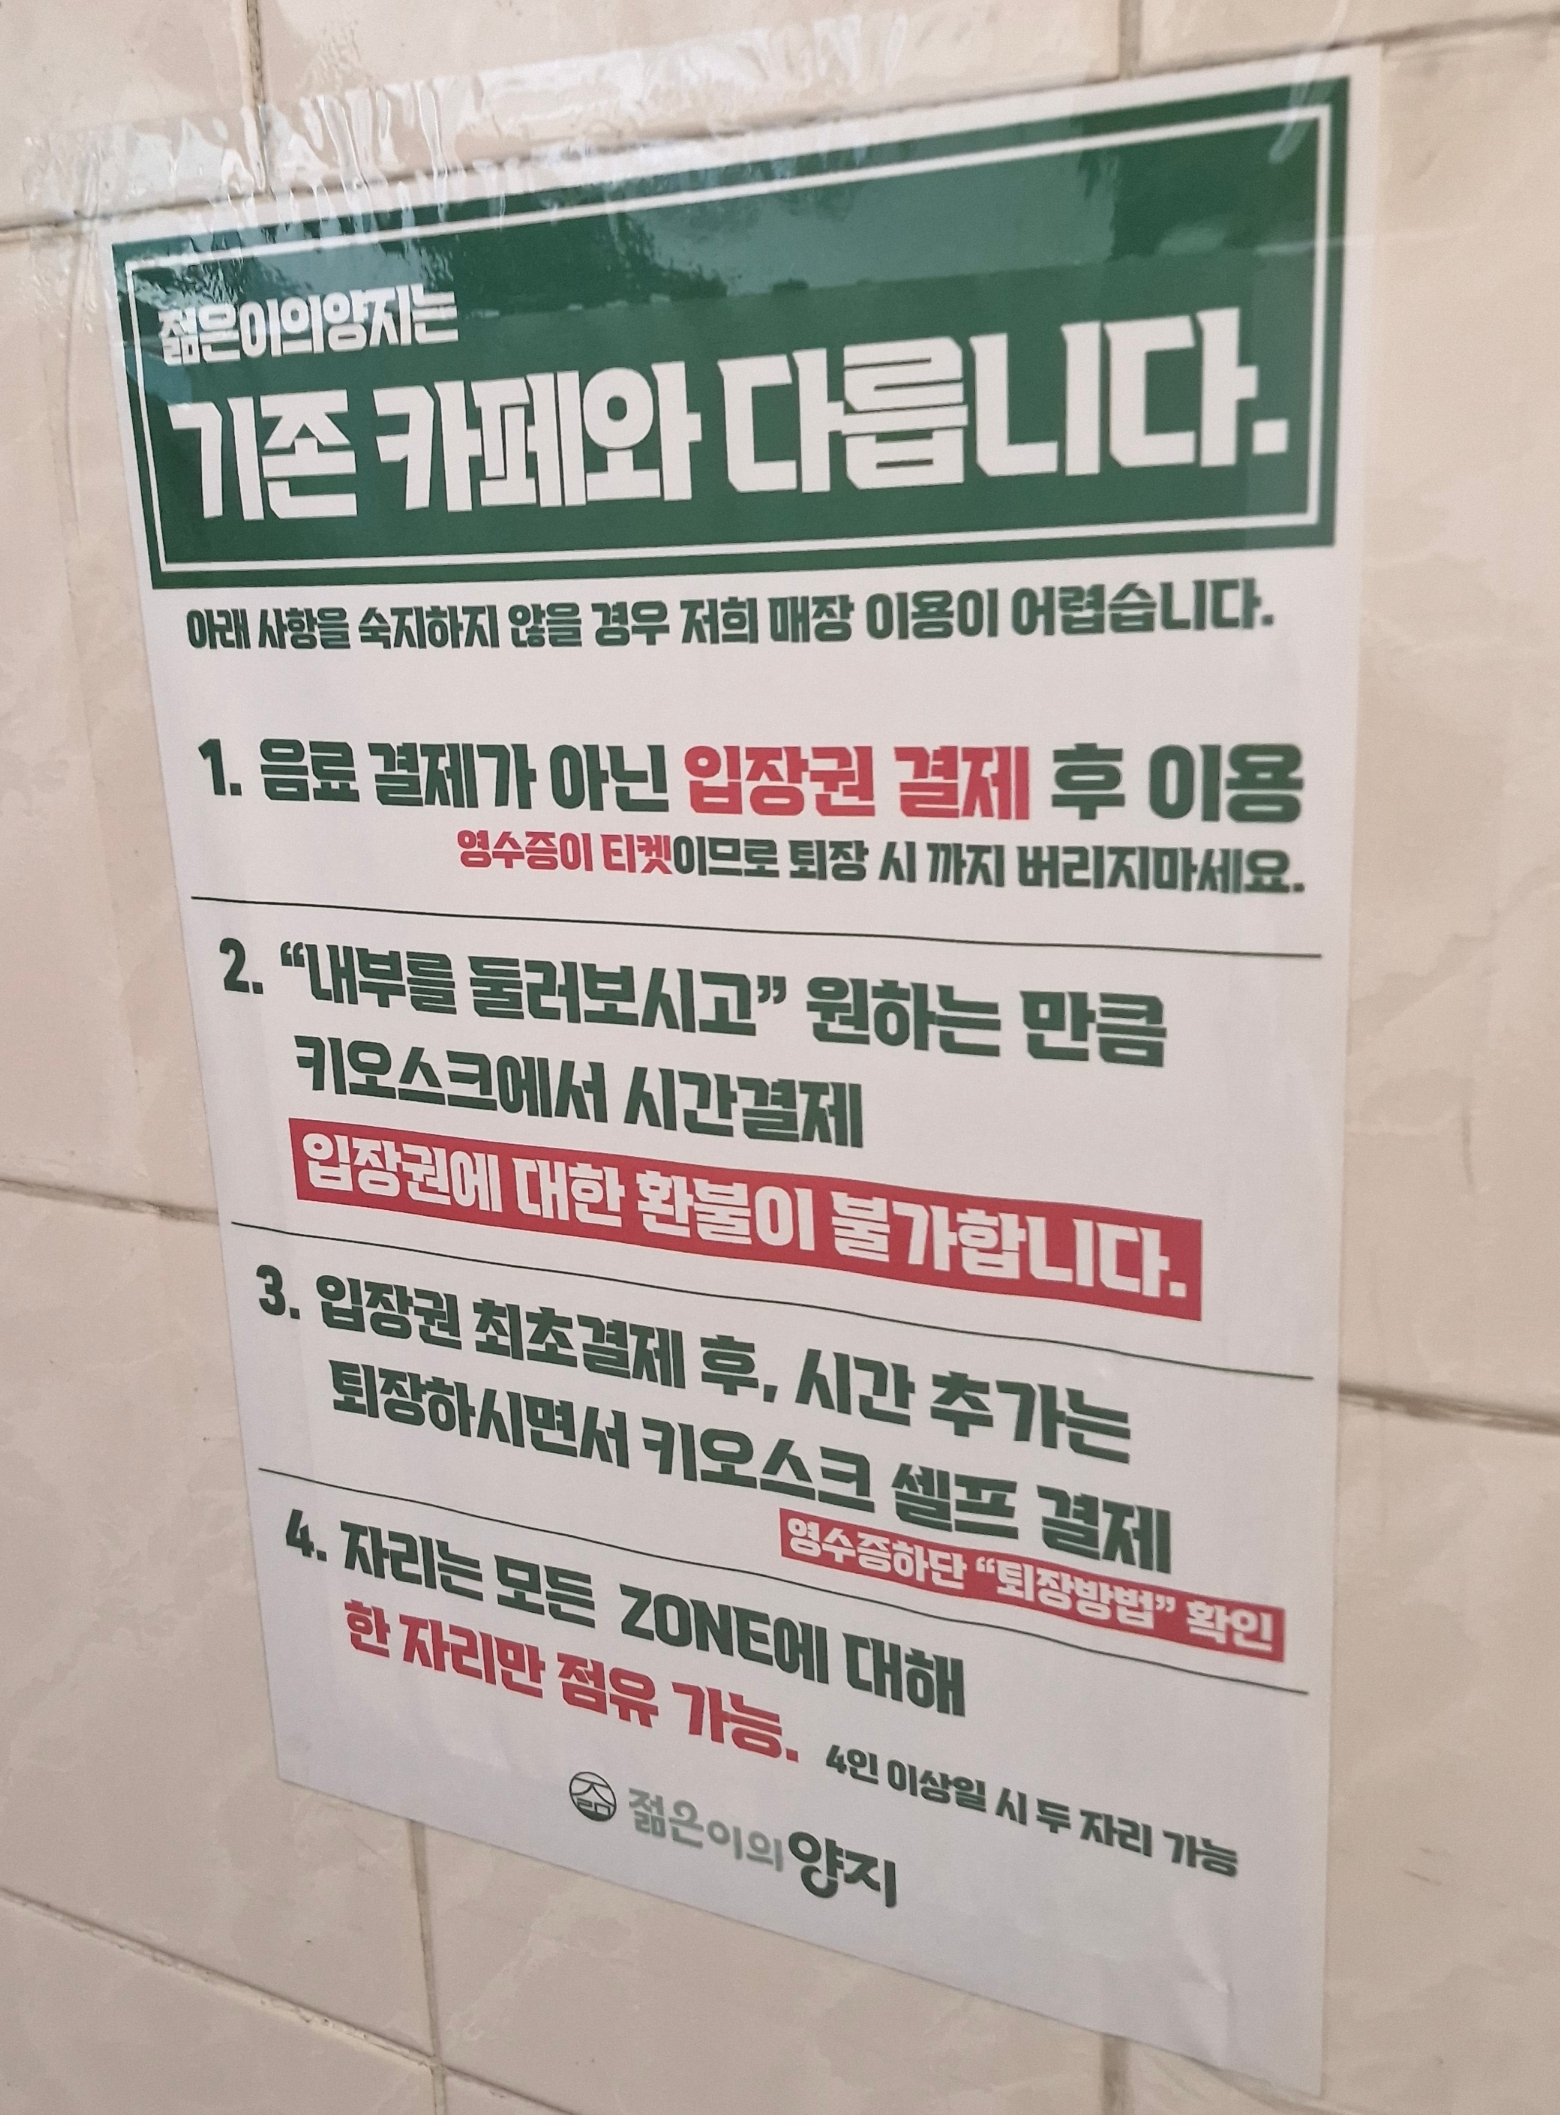 젊은이의양지는
기존 카페와 다릅니다.
아래 사항을 숙지하지 않을 경우 저희 매장 이용이 어렵습니다.
1. 음료 결제가 아닌 입장권 결제 후 이용
영수증이 티켓이므로 퇴장 시 까지 버리지마세요.
2. “내부를 둘러보시고” 원하는 만큼
키오스크에서 시간결제
입장권에 대한 환불이 불가합니다.
3. 입장권 최초결제 후, 시간 추가는
퇴장하시면서 키오스크 셀프 결제
영수증하단 “퇴장방법” 확인
4. 자리는 모든 ZONE에 대해
한 자리만 점유 가능.
4인 이상일 시 두 자리 가능
젊은이의양지